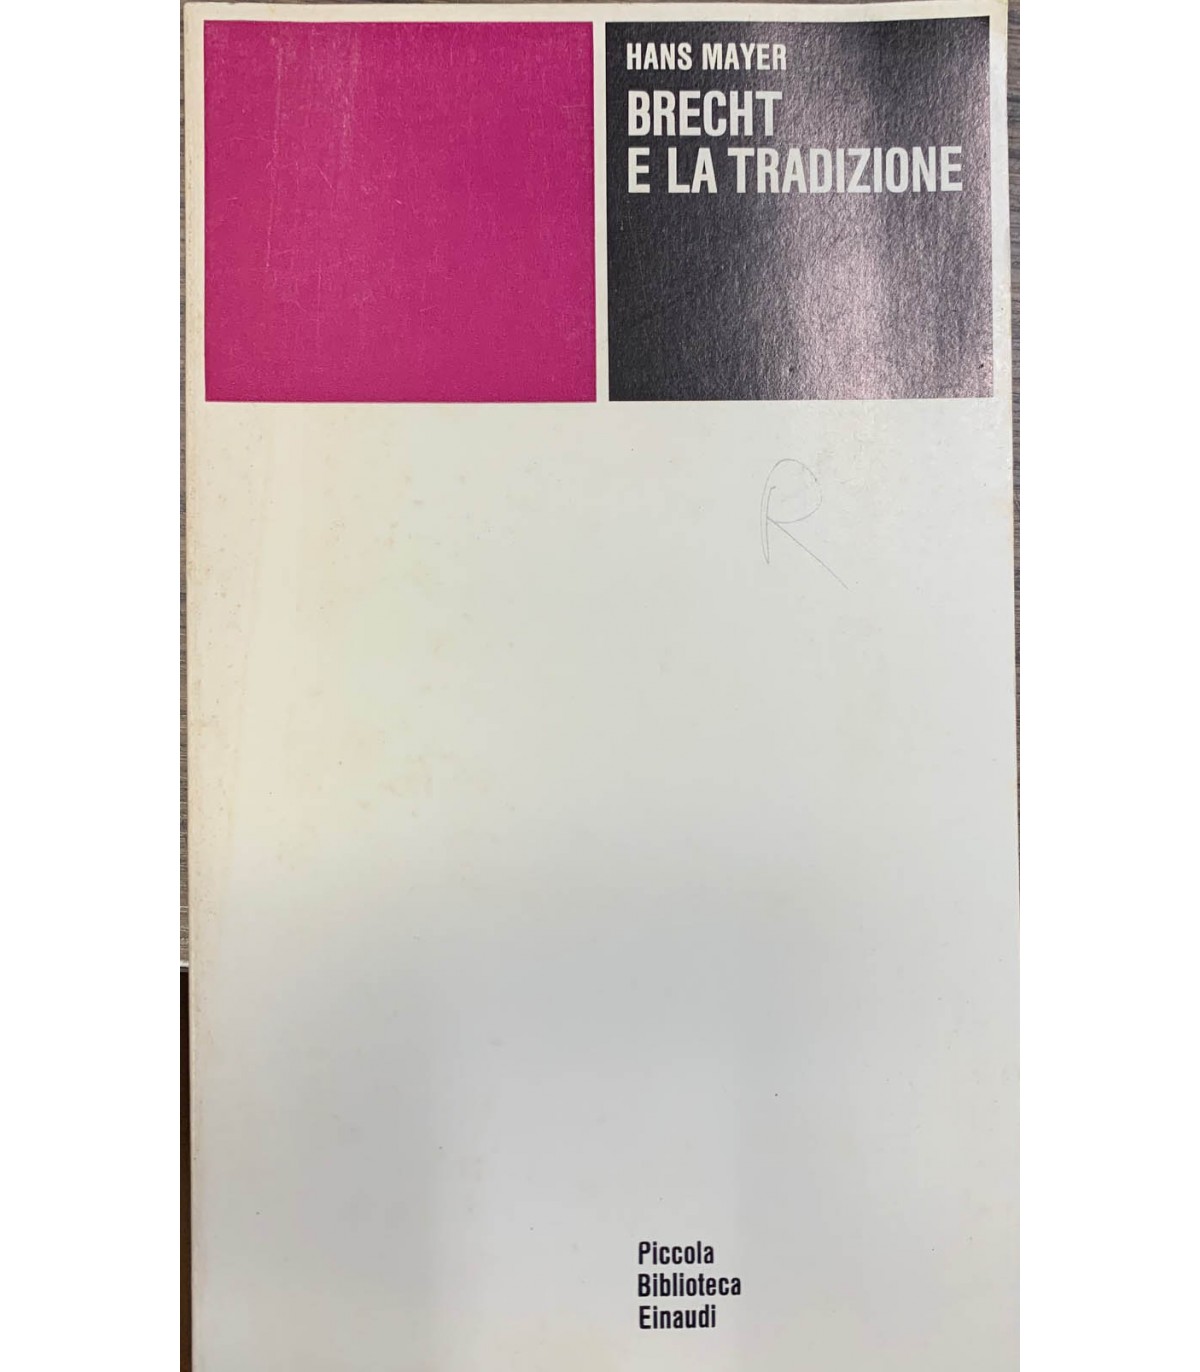 HANS MAYER
BRECHT
E LA TRADIZIONE
R
Piccola
Biblioteca
Einaudi